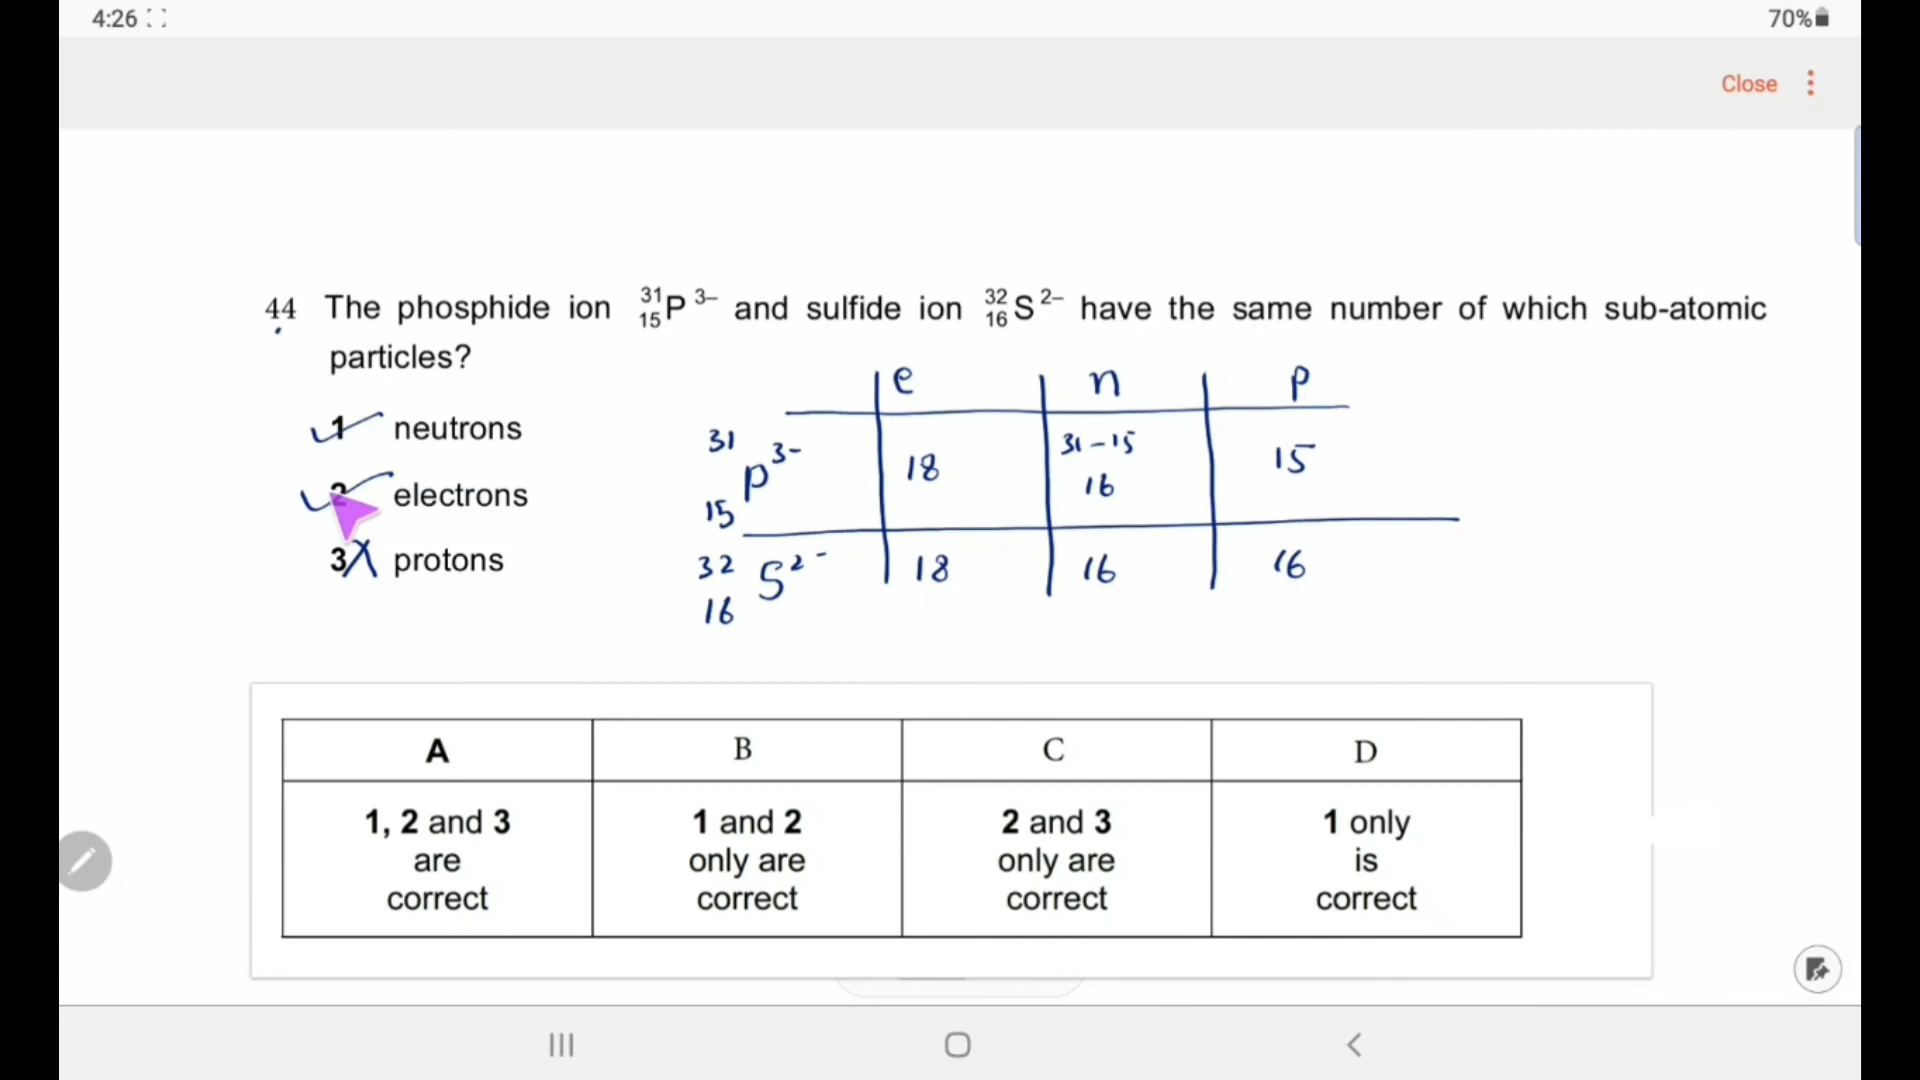 4:26
70%
Close
44 The phosphide ion ³¹₁₅P³⁻ and sulfide ion ³²₁₆S²⁻ have the same number of which sub-atomic
particles?
1 neutrons
2 electrons
3 protons
e n p
31
15 P³⁻ 18 31-15 15
16
32
16 S²⁻ 18 16 16
A B C D
1, 2 and 3 1 and 2 2 and 3 1 only
are only are only are is
correct correct correct correct